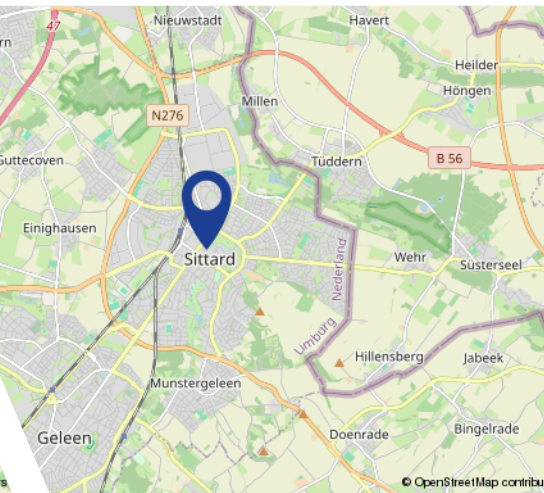 Nieuwstadt
Havert
47
Heilder
Höngen
Millen
N276
Tüddern
B 56
Guttecoven
Einighausen
Sittard
Nederland
Wehr
Süsterseel
Limburg
Hillensberg
Jabeek
Munstergeleen
Geleen
Doenrade
Bingelrade
© OpenStreetMap contribu